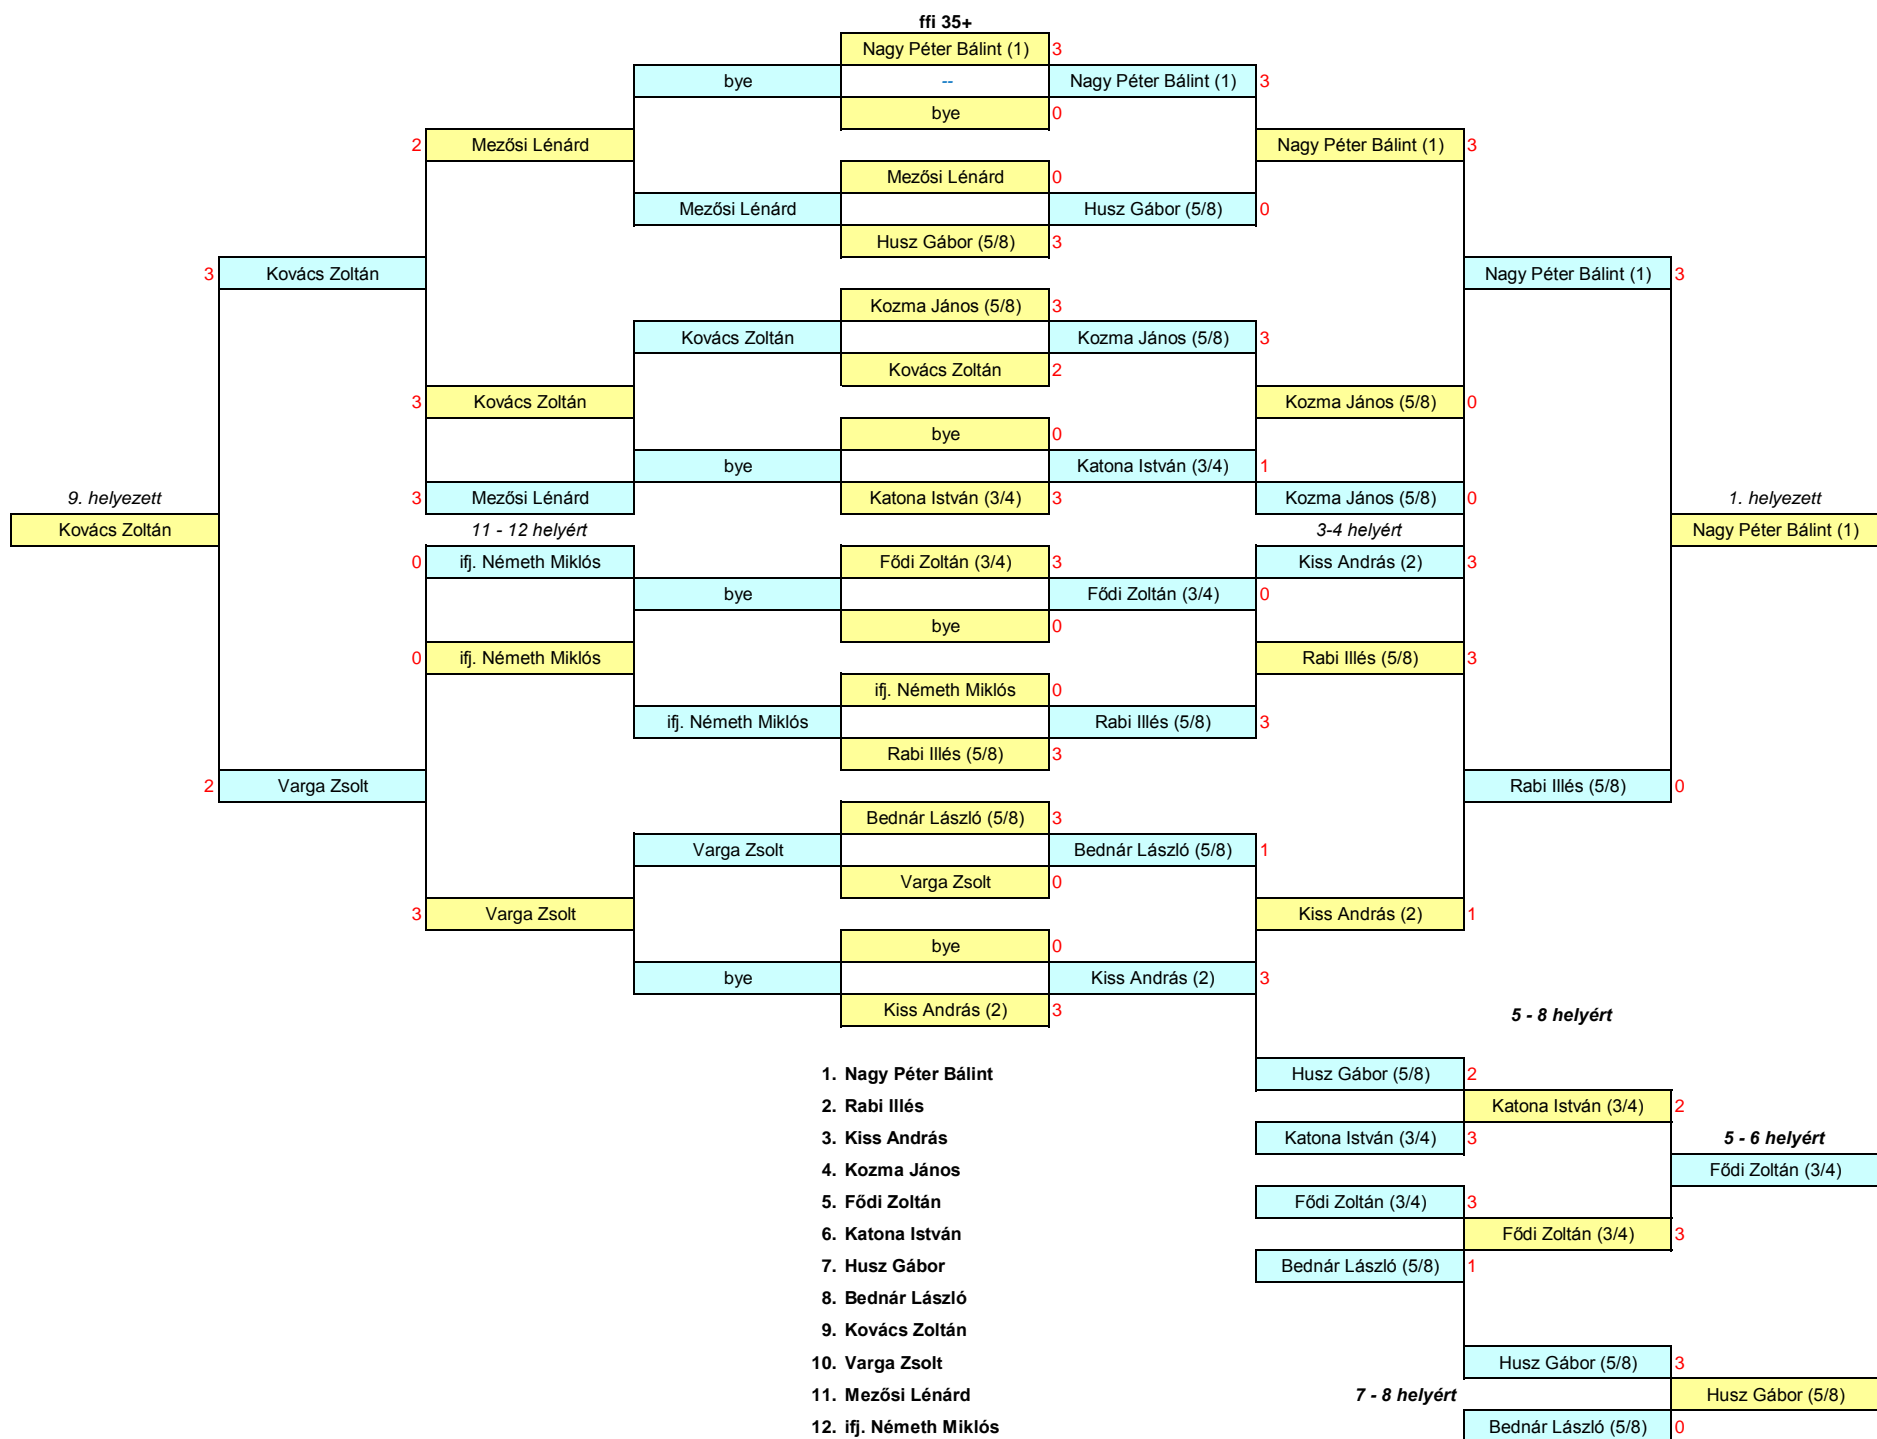 ffi 35+
Nagy Péter Bálint (1) 3
bye -- Nagy Péter Bálint (1) 3
bye 0
2 Mezősi Lénárd Nagy Péter Bálint (1) 3
Mezősi Lénárd 0
Mezősi Lénárd Husz Gábor (5/8) 0
Husz Gábor (5/8) 3
3 Kovács Zoltán Nagy Péter Bálint (1) 3
Kozma János (5/8) 3
Kovács Zoltán Kozma János (5/8) 3
Kovács Zoltán 2
3 Kovács Zoltán Kozma János (5/8) 0
bye 0
bye Katona István (3/4) 1
9. helyezett 3 Mezősi Lénárd Katona István (3/4) 3 Kozma János (5/8) 0 1. helyezett
Kovács Zoltán 11 - 12 helyért 3-4 helyért Nagy Péter Bálint (1)
0 ifj. Németh Miklós Fődi Zoltán (3/4) 3 Kiss András (2) 3
bye Fődi Zoltán (3/4) 0
bye 0
0 ifj. Németh Miklós Rabi Illés (5/8) 3
ifj. Németh Miklós 0
ifj. Németh Miklós Rabi Illés (5/8) 3
Rabi Illés (5/8) 3
2 Varga Zsolt Rabi Illés (5/8) 0
Bednár László (5/8) 3
Varga Zsolt Bednár László (5/8) 1
Varga Zsolt 0
3 Varga Zsolt Kiss András (2) 1
bye 0
bye Kiss András (2) 3
Kiss András (2) 3
5 - 8 helyért
1. Nagy Péter Bálint Husz Gábor (5/8) 2
2. Rabi Illés Katona István (3/4) 2
3. Kiss András Katona István (3/4) 3 5 - 6 helyért
4. Kozma János Fődi Zoltán (3/4)
5. Fődi Zoltán Fődi Zoltán (3/4) 3
6. Katona István Fődi Zoltán (3/4) 3
7. Husz Gábor Bednár László (5/8) 1
8. Bednár László
9. Kovács Zoltán
10. Varga Zsolt Husz Gábor (5/8) 3
11. Mezősi Lénárd 7 - 8 helyért Husz Gábor (5/8)
12. ifj. Németh Miklós Bednár László (5/8) 0